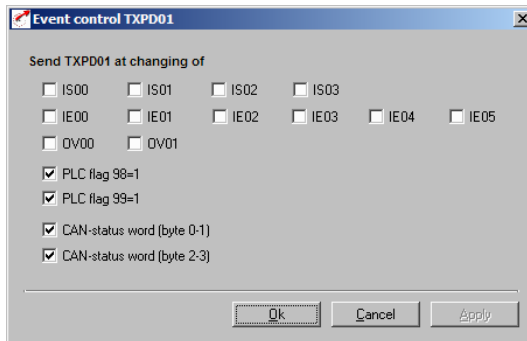 Event control TXPD01
Send TXPD01 at changing of
IS00 IS01 IS02 IS03
IE00 IE01 IE02 IE03 IE04 IE05
OV00 OV01
PLC flag 98=1
PLC flag 99=1
CAN-status word (byte 0-1)
CAN-status word (byte 2-3)
Ok Cancel Apply